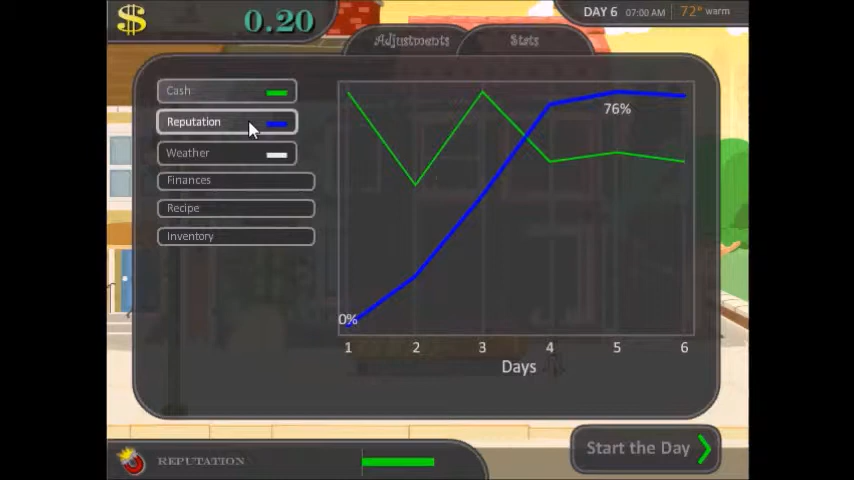 $ 0.20
DAY 6 07:00 AM 72° warm
Adjustments
Stats
Cash
Reputation
Weather
Finances
Recipe
Inventory
76%
0%
1 2 3 4 5 6
Days
REPUTATION
Start the Day